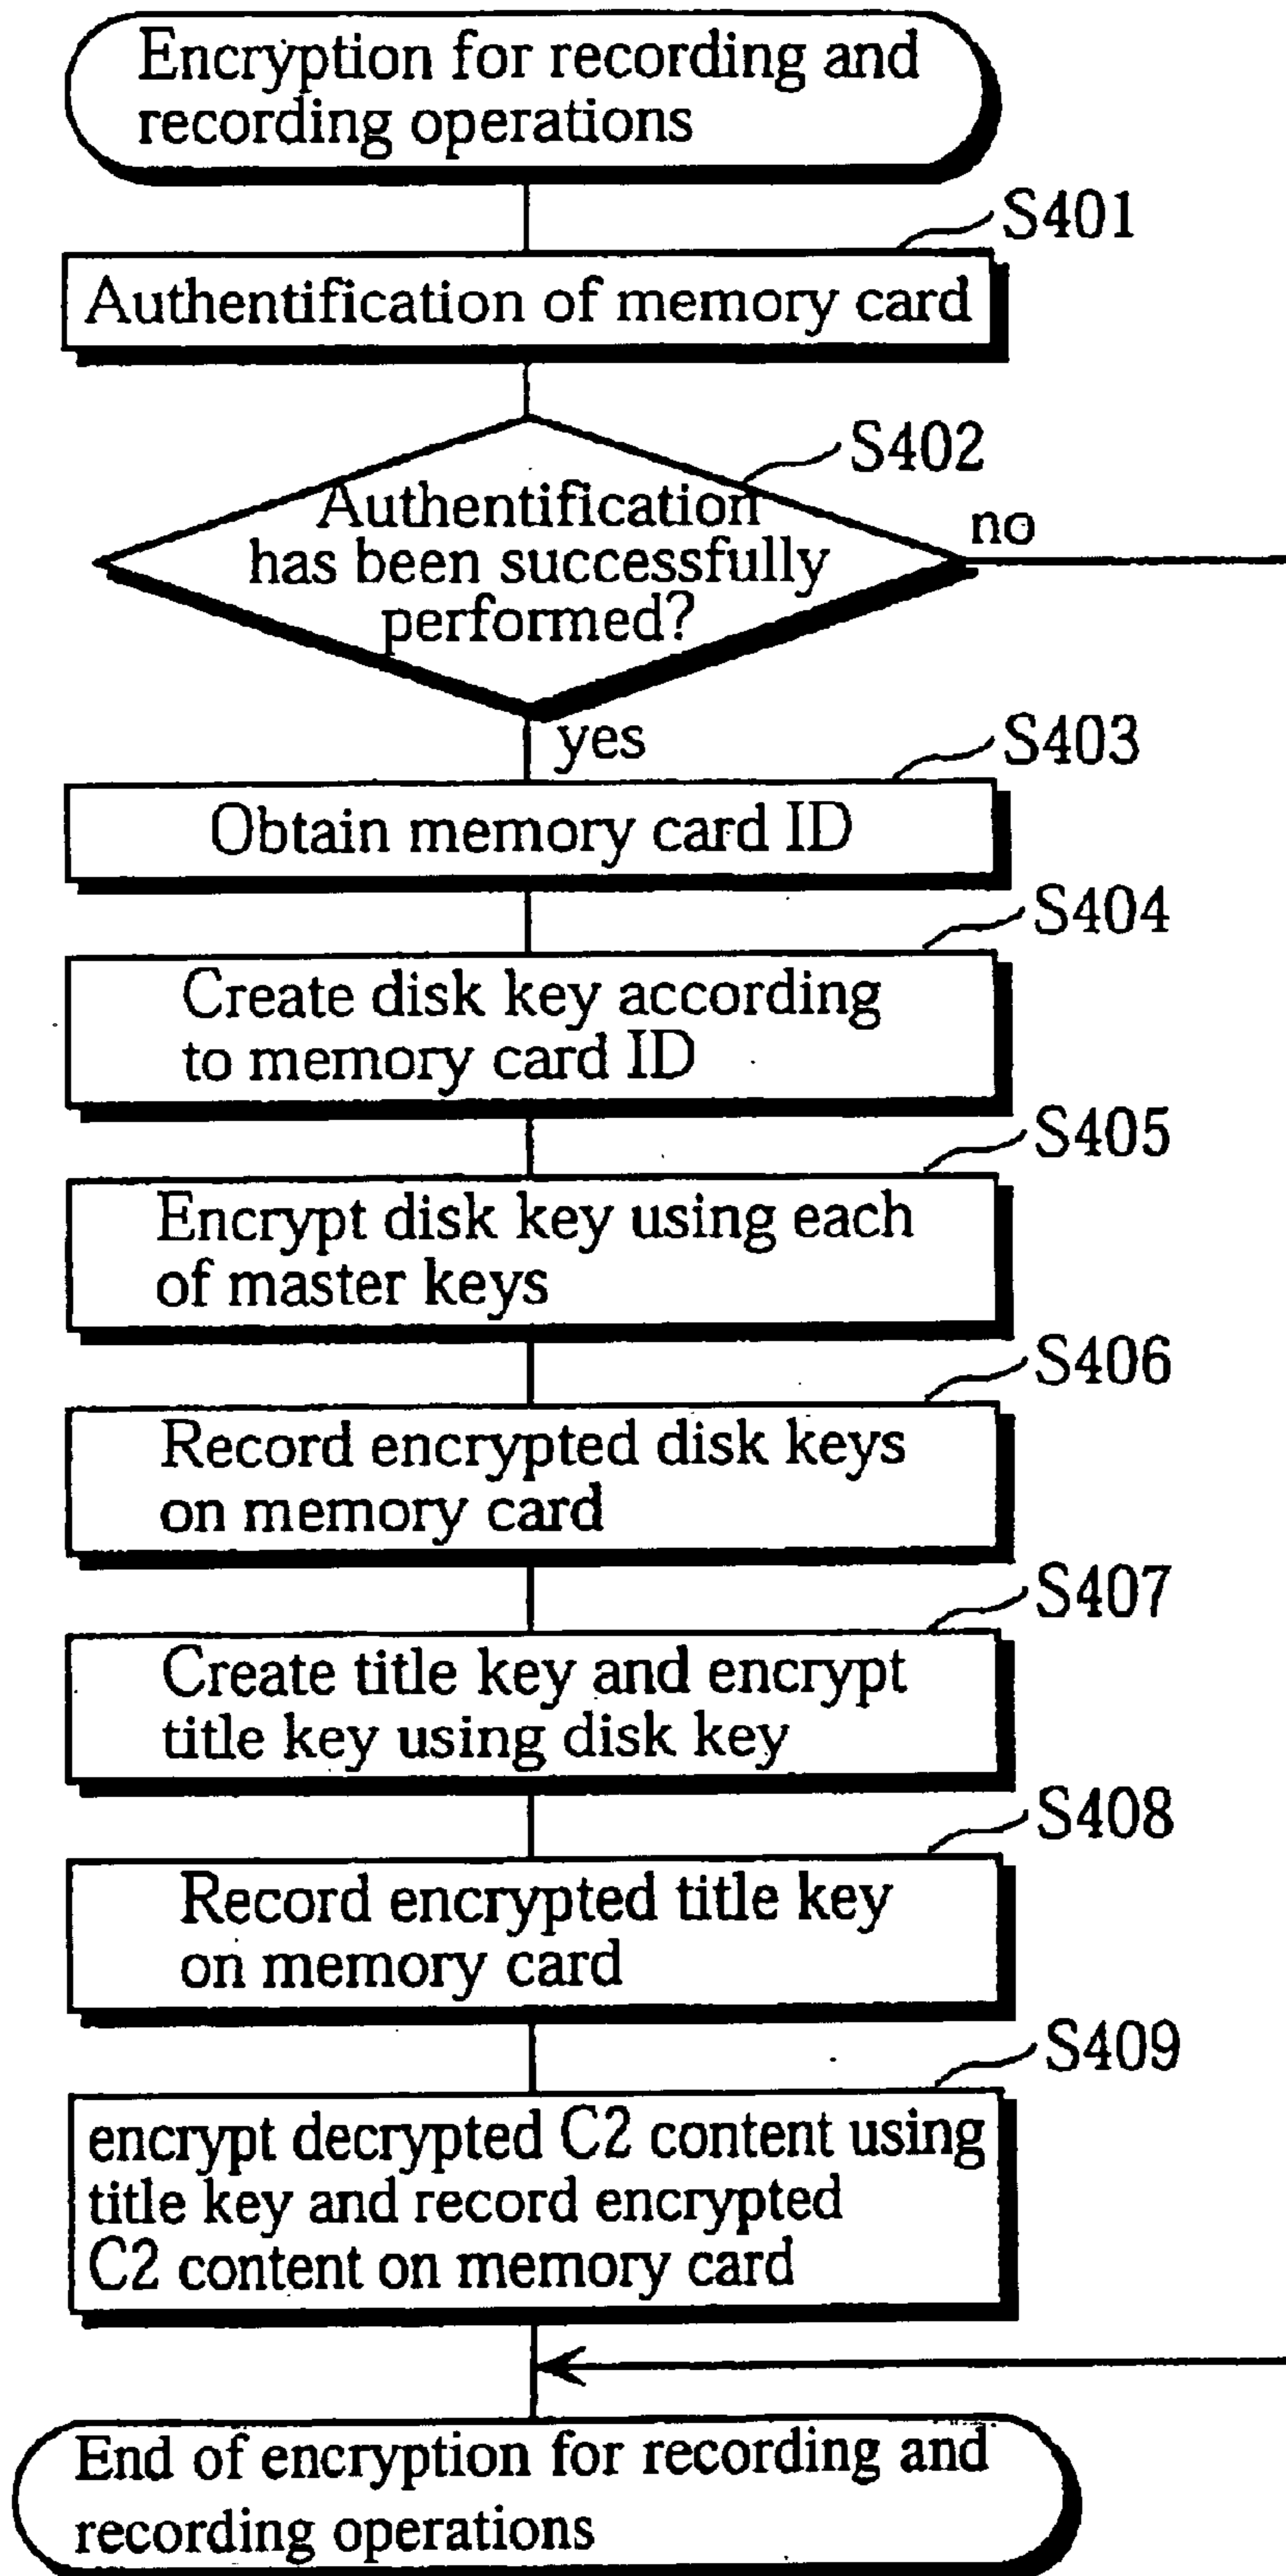 Encryption for recording and
recording operations
S401
Authentification of memory card
S402
Authentification
has been successfully
performed?
no
yes
S403
Obtain memory card ID
S404
Create disk key according
to memory card ID
S405
Encrypt disk key using each
of master keys
S406
Record encrypted disk keys
on memory card
S407
Create title key and encrypt
title key using disk key
S408
Record encrypted title key
on memory card
S409
encrypt decrypted C2 content using
title key and record encrypted
C2 content on memory card
End of encryption for recording and
recording operations